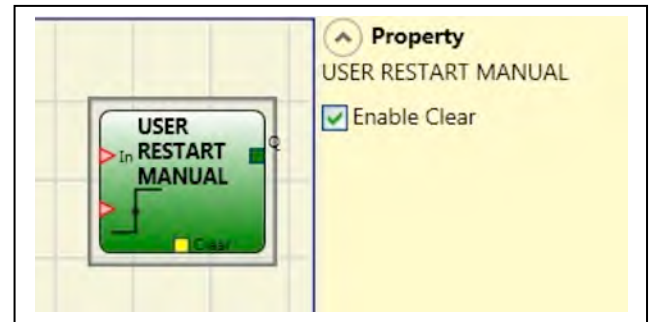 Property
USER RESTART MANUAL
Enable Clear
USER
In RESTART
MANUAL
Q
Clear